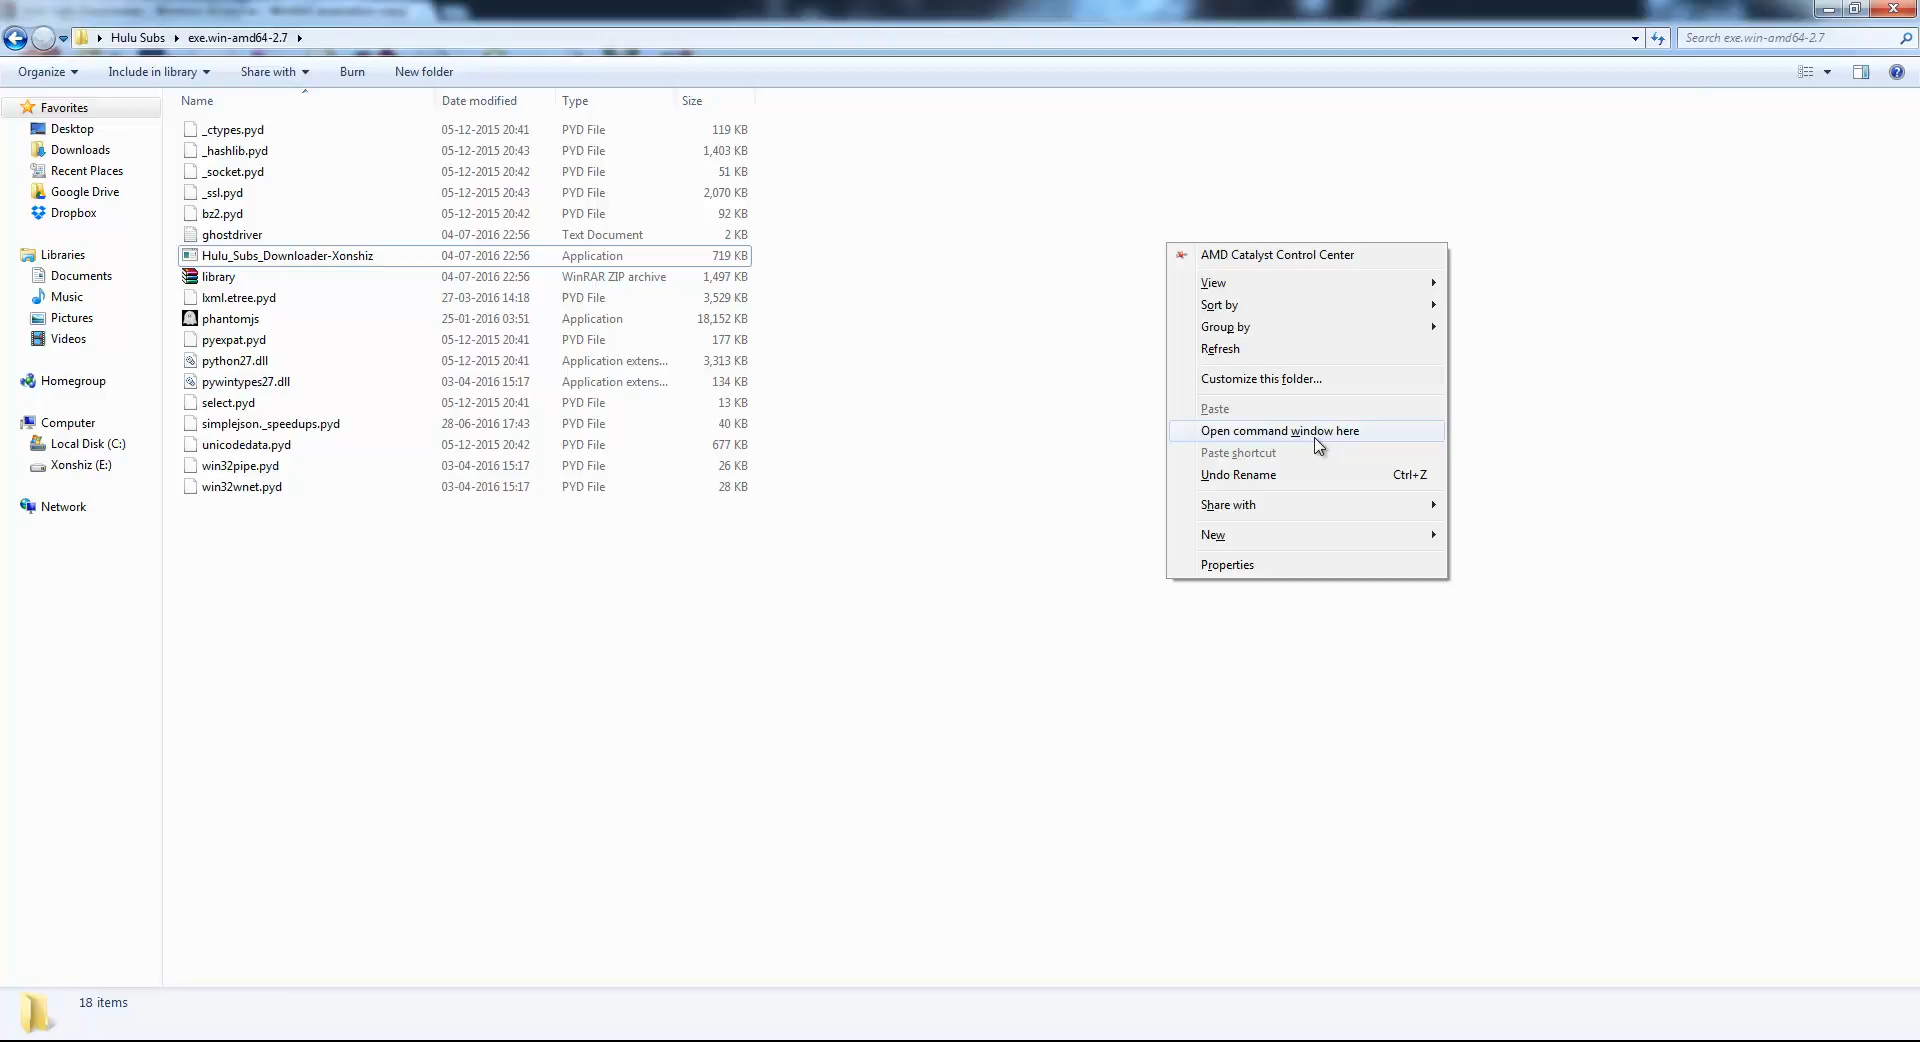 Hulu Subs exe.win-amd64-2.7
Search exe.win-amd64-2.7
Organize Include in library Share with Burn New folder
Favorites
Desktop
Downloads
Recent Places
Google Drive
Dropbox
Libraries
Documents
Music
Pictures
Videos
Homegroup
Computer
Local Disk (C:)
Xonshiz (E:)
Network
Name Date modified Type Size
_ctypes.pyd 05-12-2015 20:41 PYD File 119 KB
_hashlib.pyd 05-12-2015 20:43 PYD File 1,403 KB
_socket.pyd 05-12-2015 20:42 PYD File 51 KB
_ssl.pyd 05-12-2015 20:43 PYD File 2,070 KB
bz2.pyd 05-12-2015 20:42 PYD File 92 KB
ghostdriver 04-07-2016 22:56 Text Document 2 KB
Hulu_Subs_Downloader-Xonshiz 04-07-2016 22:56 Application 719 KB
library 04-07-2016 22:56 WinRAR ZIP archive 1,497 KB
lxml.etree.pyd 27-03-2016 14:18 PYD File 3,529 KB
phantomjs 25-01-2016 03:51 Application 18,152 KB
pyexpat.pyd 05-12-2015 20:41 PYD File 177 KB
python27.dll 05-12-2015 20:41 Application extens... 3,313 KB
pywintypes27.dll 03-04-2016 15:17 Application extens... 134 KB
select.pyd 05-12-2015 20:41 PYD File 13 KB
simplejson._speedups.pyd 28-06-2016 17:43 PYD File 40 KB
unicodedata.pyd 05-12-2015 20:42 PYD File 677 KB
win32pipe.pyd 03-04-2016 15:17 PYD File 26 KB
win32wnet.pyd 03-04-2016 15:17 PYD File 28 KB
AMD Catalyst Control Center
View
Sort by
Group by
Refresh
Customize this folder...
Paste
Open command window here
Paste shortcut
Undo Rename Ctrl+Z
Share with
New
Properties
18 items